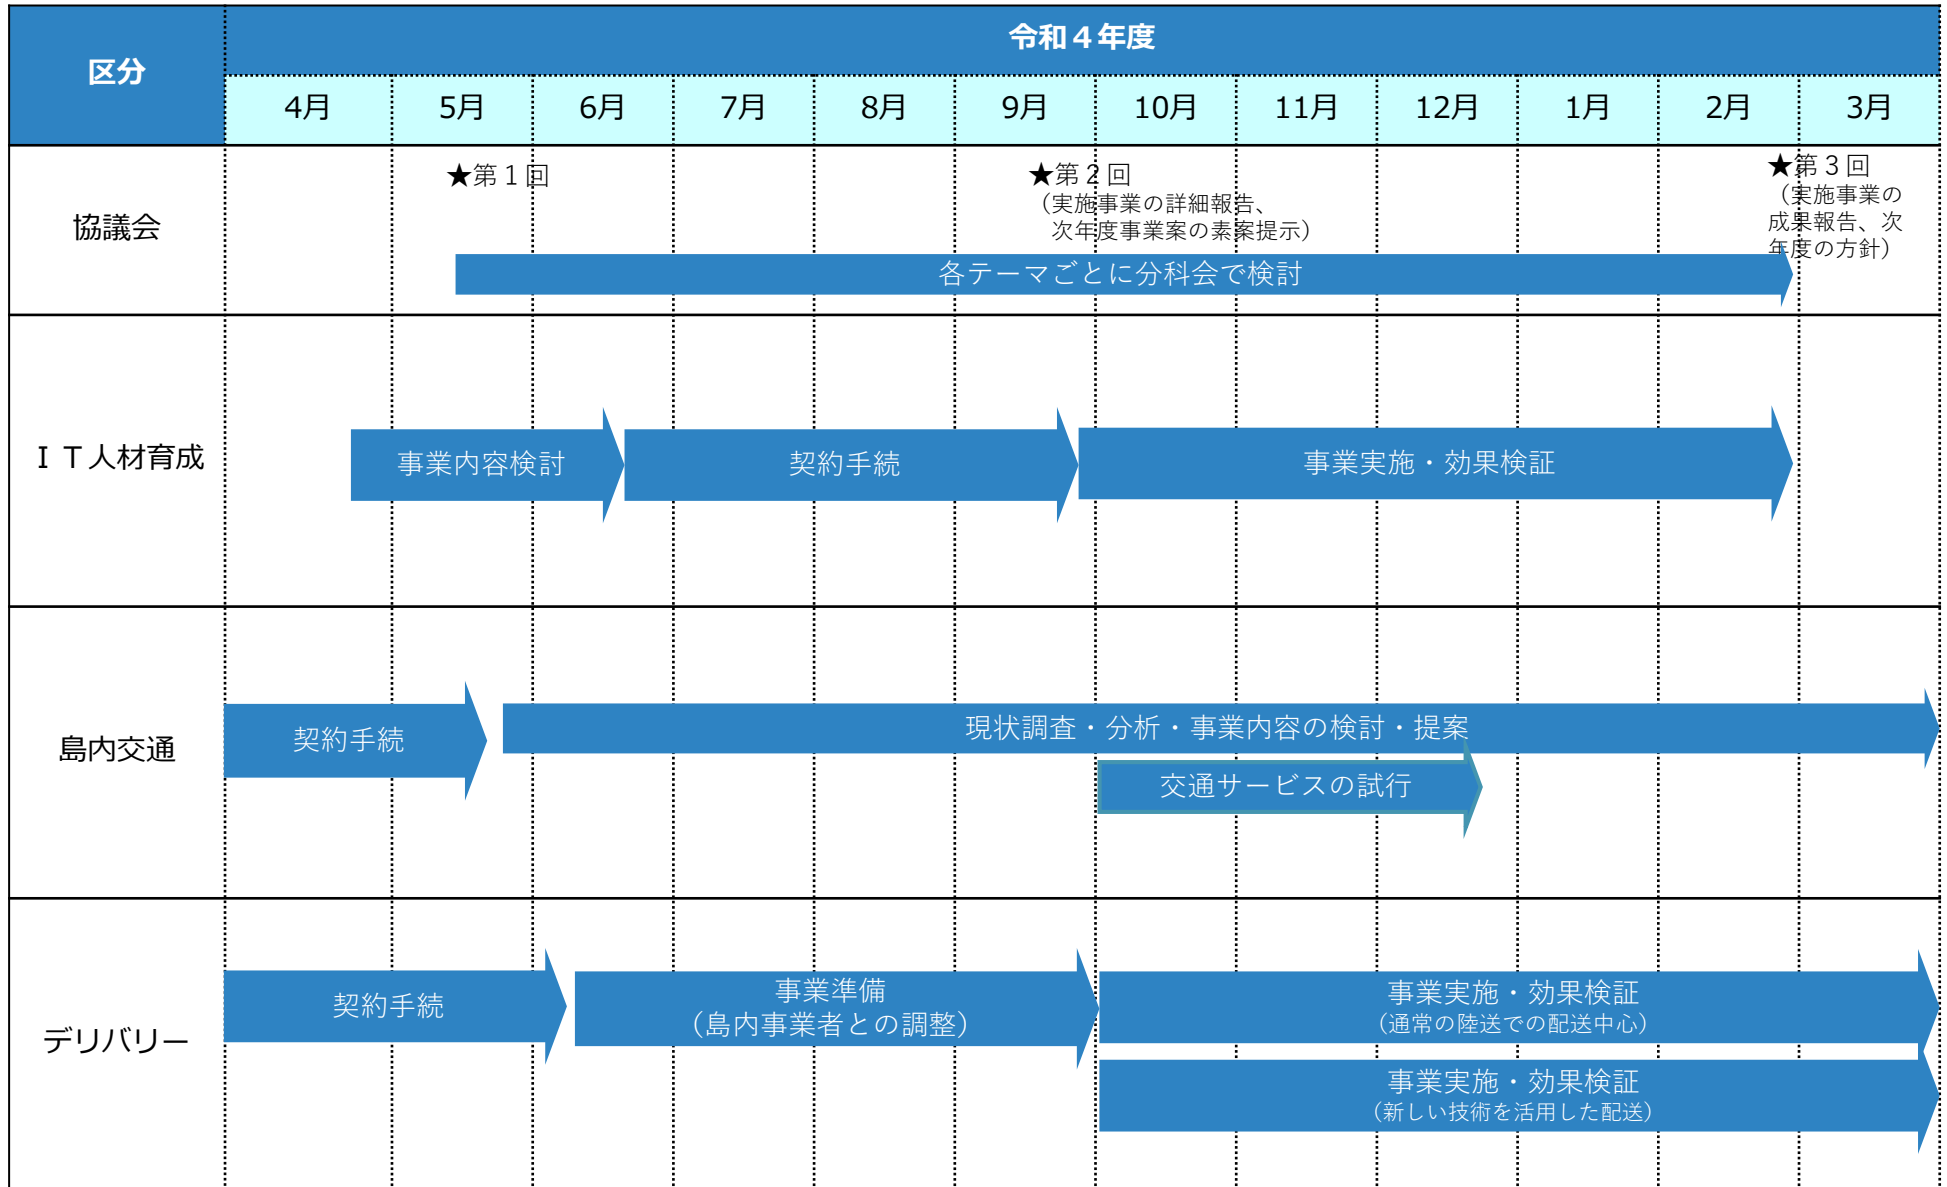 区分
令和４年度
4月
5月
6月
7月
8月
9月
10月
11月
12月
1月
2月
3月
協議会
★第１回
★第２回
（実施事業の詳細報告、
次年度事業案の素案提示）
★第３回
（実施事業の
成果報告、次
年度の方針）
各テーマごとに分科会で検討
ＩＴ人材育成
事業内容検討
契約手続
事業実施・効果検証
島内交通
契約手続
現状調査・分析・事業内容の検討・提案
交通サービスの試行
デリバリー
契約手続
事業準備
（島内事業者との調整）
事業実施・効果検証
（通常の陸送での配送中心）
事業実施・効果検証
（新しい技術を活用した配送）